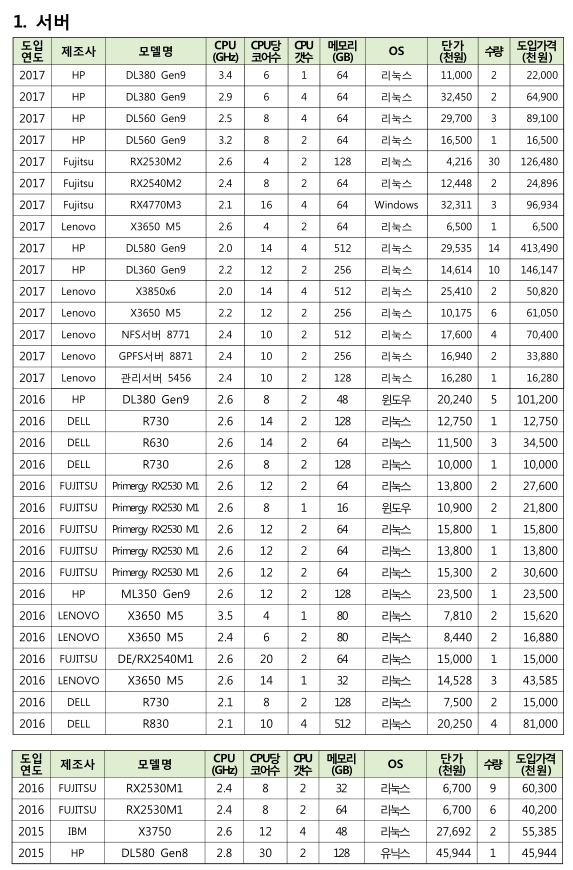 1. 서버
도입연도 제조사 모델명 CPU(GHz) CPU당코어수 CPU갯수 메모리(GB) OS 단가(천원) 수량 도입가격(천원)
2017 HP DL380 Gen9 3.4 6 1 64 리눅스 11,000 2 22,000
2017 HP DL380 Gen9 2.9 6 4 64 리눅스 32,450 2 64,900
2017 HP DL560 Gen9 2.5 8 4 64 리눅스 29,700 3 89,100
2017 HP DL560 Gen9 3.2 8 2 64 리눅스 16,500 1 16,500
2017 Fujitsu RX2530M2 2.6 4 2 128 리눅스 4,216 30 126,480
2017 Fujitsu RX2540M2 2.4 8 2 64 리눅스 12,448 2 24,896
2017 Fujitsu RX4770M3 2.1 16 4 64 Windows 32,311 3 96,934
2017 Lenovo X3650 M5 2.6 4 2 64 리눅스 6,500 1 6,500
2017 HP DL580 Gen9 2.0 14 4 512 리눅스 29,535 14 413,490
2017 HP DL360 Gen9 2.2 12 2 256 리눅스 14,614 10 146,147
2017 Lenovo X3850x6 2.0 14 4 512 리눅스 25,410 2 50,820
2017 Lenovo X3650 M5 2.2 12 2 256 리눅스 10,175 6 61,050
2017 Lenovo NFS서버 8771 2.4 10 2 512 리눅스 17,600 4 70,400
2017 Lenovo GPFS서버 8871 2.4 10 2 256 리눅스 16,940 2 33,880
2017 Lenovo 관리서버 5456 2.4 10 2 128 리눅스 16,280 1 16,280
2016 HP DL380 Gen9 2.6 8 2 48 윈도우 20,240 5 101,200
2016 DELL R730 2.6 14 2 128 리눅스 12,750 1 12,750
2016 DELL R630 2.6 14 2 64 리눅스 11,500 3 34,500
2016 DELL R730 2.6 8 2 128 리눅스 10,000 1 10,000
2016 FUJITSU Primergy RX2530 M1 2.6 12 2 64 리눅스 13,800 2 27,600
2016 FUJITSU Primergy RX2530 M1 2.6 8 1 16 윈도우 10,900 2 21,800
2016 FUJITSU Primergy RX2530 M1 2.6 12 2 64 리눅스 15,800 1 15,800
2016 FUJITSU Primergy RX2530 M1 2.6 12 2 64 리눅스 13,800 1 13,800
2016 FUJITSU Primergy RX2530 M1 2.6 12 2 64 리눅스 15,300 2 30,600
2016 HP ML350 Gen9 2.6 12 2 128 리눅스 23,500 1 23,500
2016 LENOVO X3650 M5 3.5 4 1 80 리눅스 7,810 2 15,620
2016 LENOVO X3650 M5 2.4 6 2 80 리눅스 8,440 2 16,880
2016 FUJITSU DE/RX2540M1 2.6 20 2 64 리눅스 15,000 1 15,000
2016 LENOVO X3650 M5 2.6 14 1 32 리눅스 14,528 3 43,585
2016 DELL R730 2.1 8 2 128 리눅스 7,500 2 15,000
2016 DELL R830 2.1 10 4 512 리눅스 20,250 4 81,000
도입연도 제조사 모델명 CPU(GHz) CPU당코어수 CPU갯수 메모리(GB) OS 단가(천원) 수량 도입가격(천원)
2016 FUJITSU RX2530M1 2.4 8 2 32 리눅스 6,700 9 60,300
2016 FUJITSU RX2530M1 2.4 8 2 64 리눅스 6,700 6 40,200
2015 IBM X3750 2.6 12 4 48 리눅스 27,692 2 55,385
2015 HP DL580 Gen8 2.8 30 2 128 유닉스 45,944 1 45,944